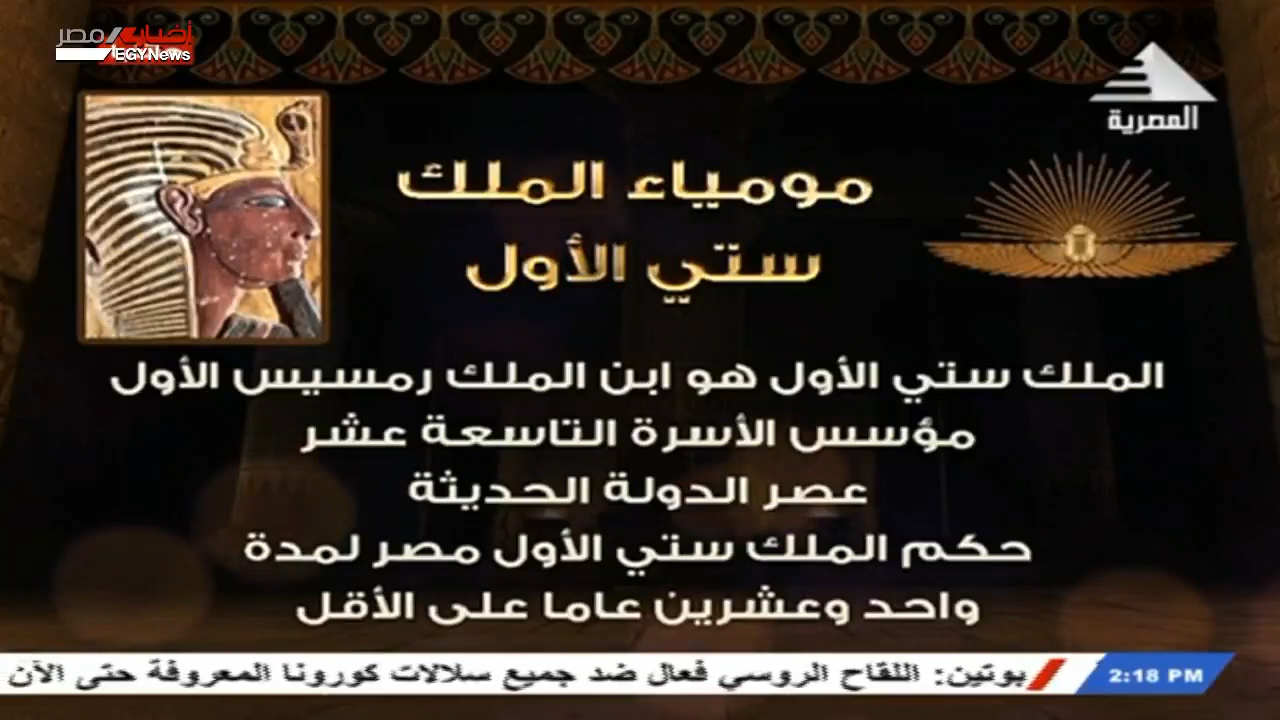 أخبار مصر
EGYNews
المصرية
مومياء الملك
ستي الأول
الملك ستي الأول هو ابن الملك رمسيس الأول
مؤسس الأسرة التاسعة عشر
عصر الدولة الحديثة
حكم الملك ستي الأول مصر لمدة
واحد وعشرين عاما على الأقل
يوتين: اللقاح الروسي فعال ضد جميع سلالات كورونا المعروفة حتى الآن
2:18 PM